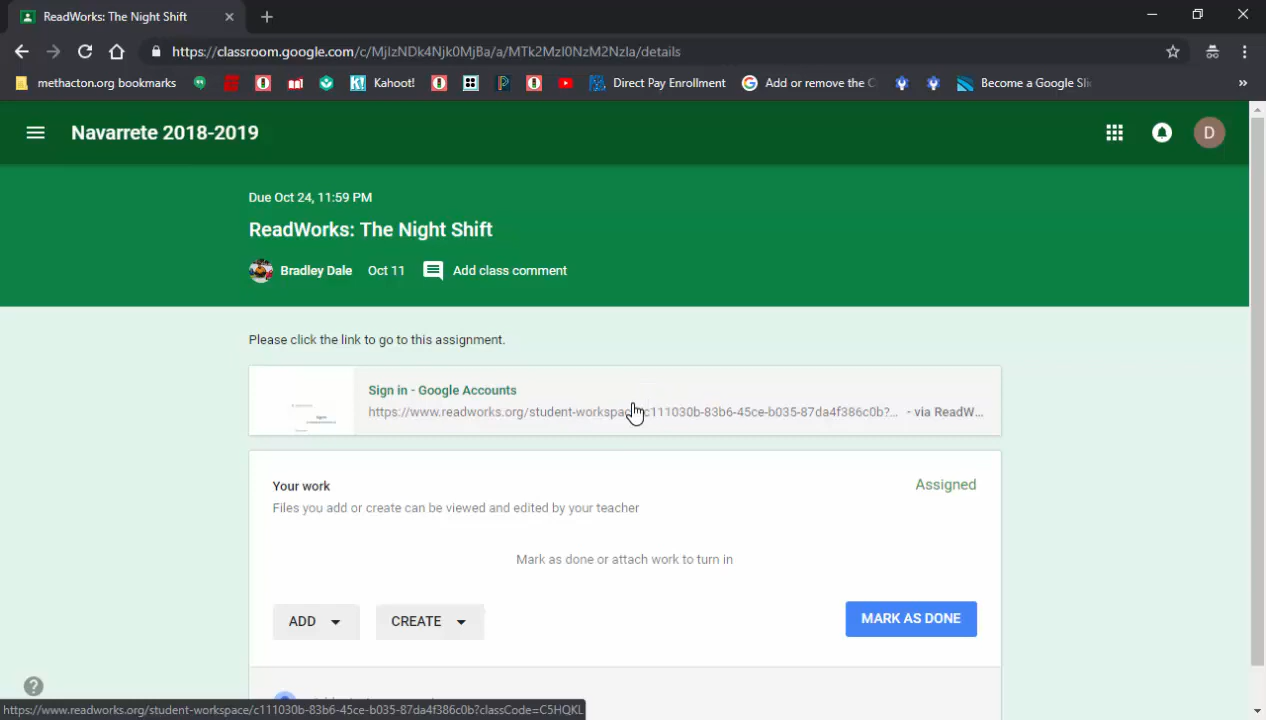 ReadWorks: The Night Shift
https://classroom.google.com/c/MjIzNDk4Njk0MjBa/a/MTk2MzI0NzM2NzIa/details
methacton.org bookmarks
Kahoot!
Direct Pay Enrollment
Add or remove the C
Become a Google Sli
Navarrete 2018-2019
D
Due Oct 24, 11:59 PM
ReadWorks: The Night Shift
Bradley Dale Oct 11 Add class comment
Please click the link to go to this assignment.
Sign in - Google Accounts
https://www.readworks.org/student-workspac c111030b-83b6-45ce-b035-87da4f386c0b?... - via ReadW...
Your work
Assigned
Files you add or create can be viewed and edited by your teacher
Mark as done or attach work to turn in
ADD CREATE MARK AS DONE
https://www.readworks.org/student-workspace/c111030b-83b6-45ce-b035-87da4f386c0b?classCode=C5HQKL